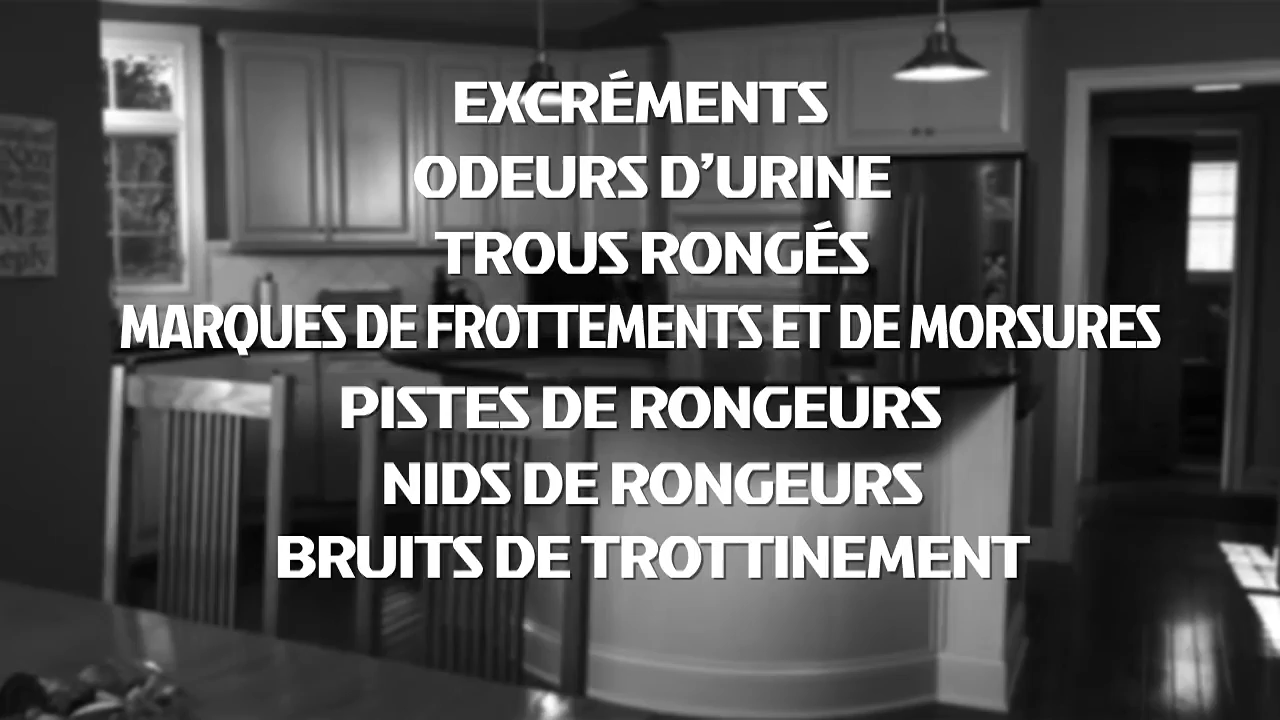 EXCRÉMENTS
ODEURS D’URINE
TROUS RONGÉS
MARQUES DE FROTTEMENTS ET DE MORSURES
PISTES DE RONGEURS
NIDS DE RONGEURS
BRUITS DE TROTTINEMENT